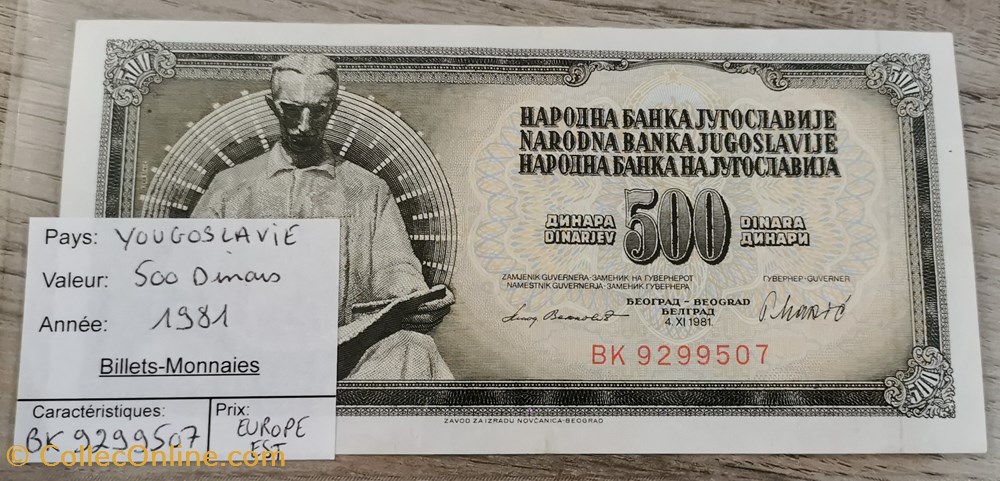 НАРОДНА БАНКА ЈУГОСЛАВИЈЕ
NARODNA BANKA JUGOSLAVIJE
НАРОДНА БАНКА НА ЈУГОСЛАВИЈА
ДИНАРА
DINARJEV
500
DINARA
ДИНАРИ
ZAMJENIK GUVERNERA·ЗАМЕНИК НА ГУВЕРНЕРОТ
NAMESTNIK GUVERNERJA·ЗАМЕНИК ГУВЕРНЕРА
ГУВЕРНЕР·GUVERNER
БЕОГРАД – BEOGRAD
БЕЛГРАД
4. XI 1981.
BK 9299507
ZAVOD ZA IZRADU NOVČANICA-BEOGRAD
Pays: YOUGOSLAVIE
Valeur: 500 Dinars
Année: 1981
Billets-Monnaies
Caractéristiques:
BK 9299507
Prix:
EUROPE
EST
© CollecOnline.com